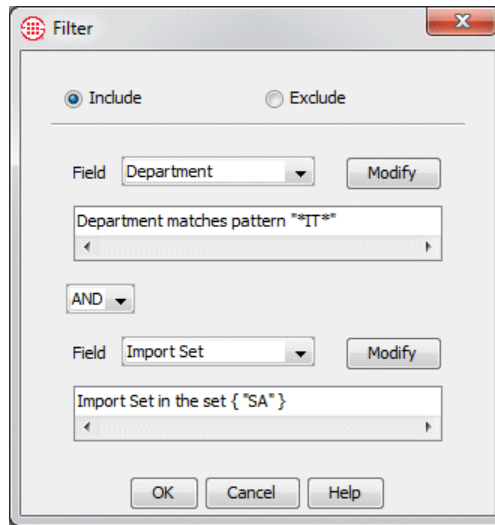 Filter
Include Exclude
Field Department Modify
Department matches pattern "*IT*"
AND
Field Import Set Modify
Import Set in the set { "SA" }
OK Cancel Help